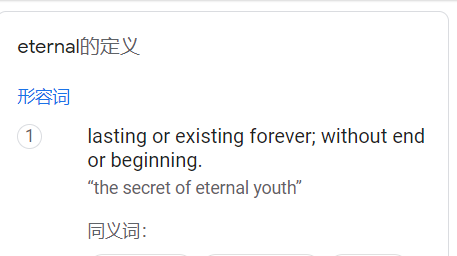 eternal的定义
形容词
1
lasting or existing forever; without end
or beginning.
“the secret of eternal youth”
同义词：